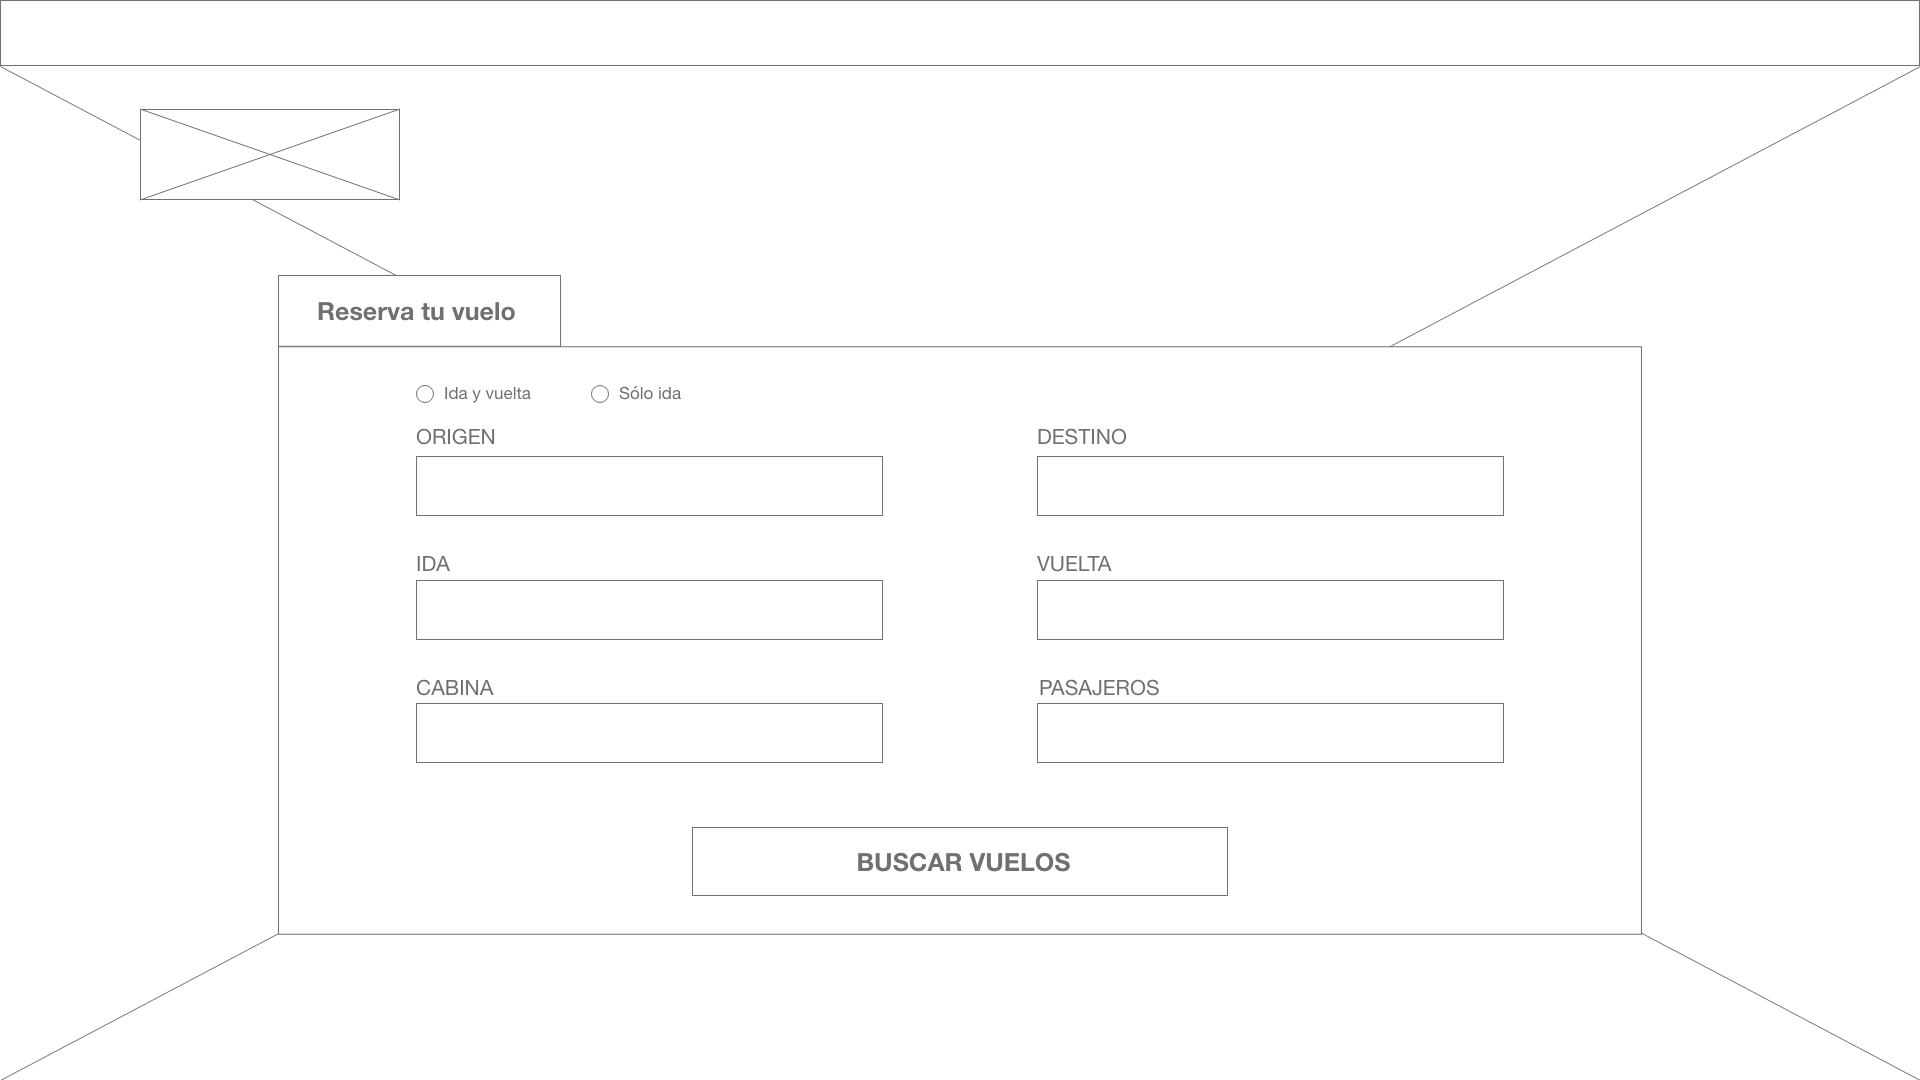 Reserva tu vuelo
Ida y vuelta
Sólo ida
ORIGEN
DESTINO
IDA
VUELTA
CABINA
PASAJEROS
BUSCAR VUELOS